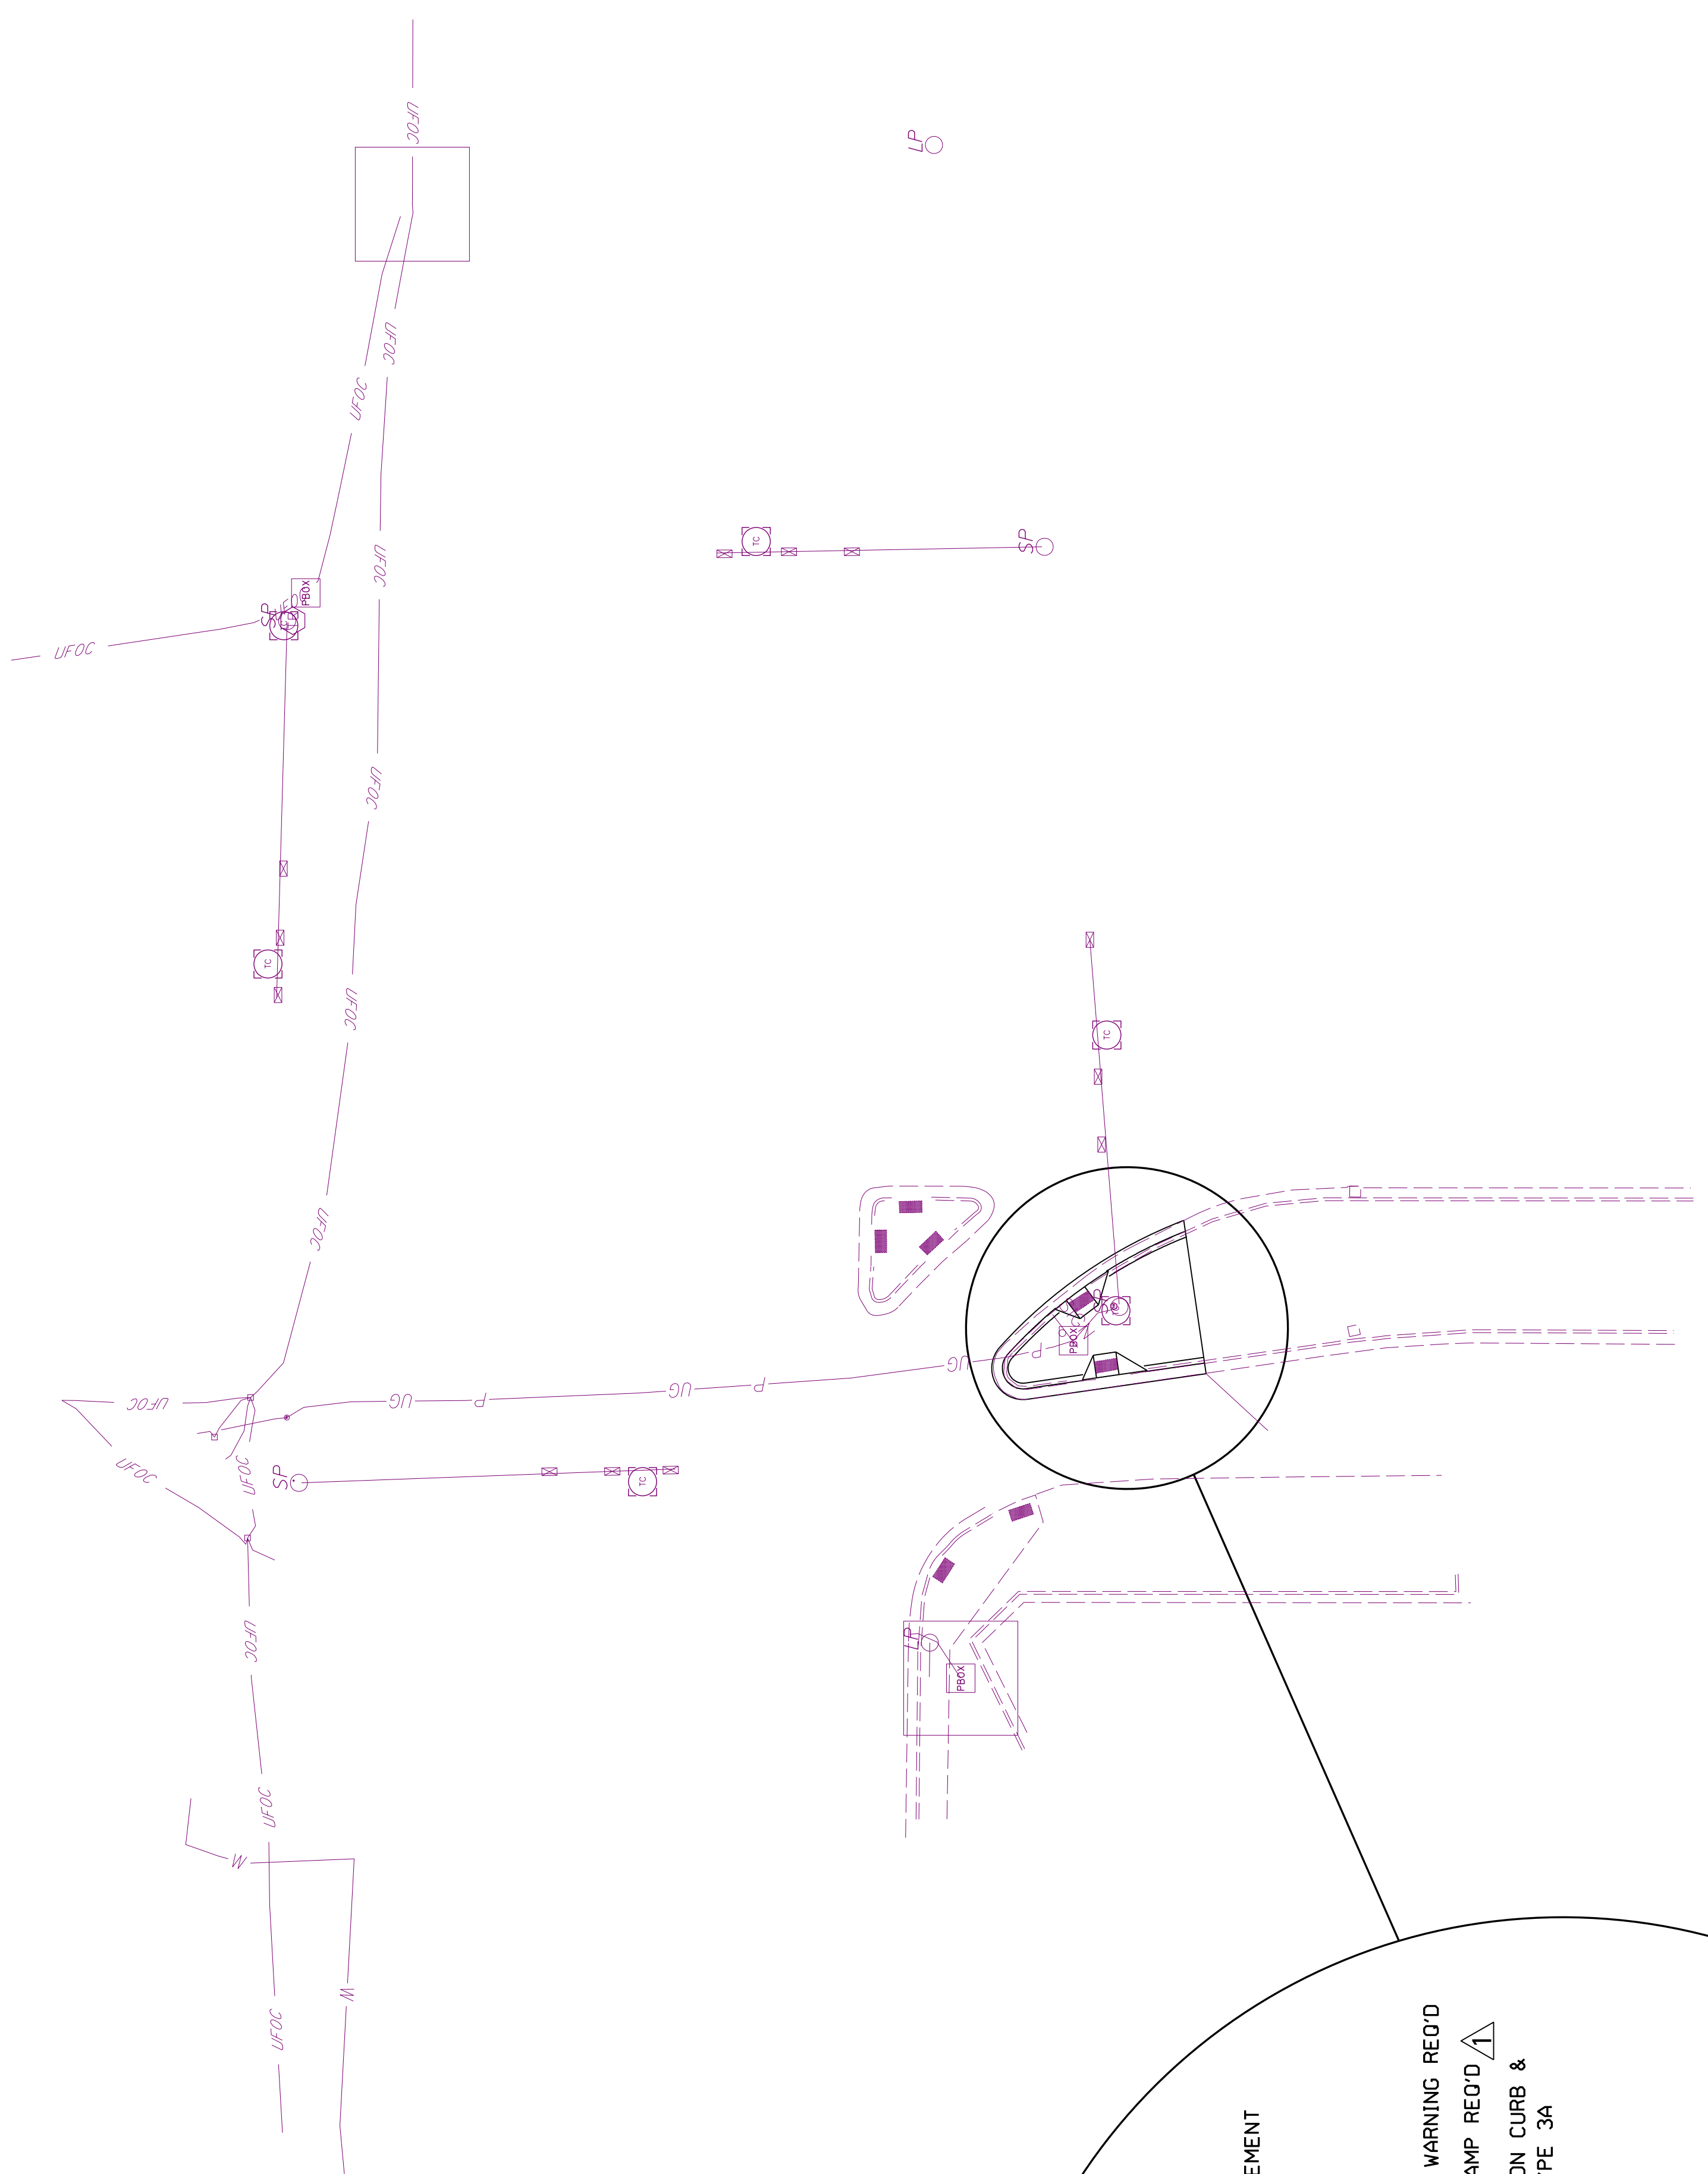 UFOC
LP
UFOC
UFOC
SP
TC
UFOC
PBOX
SP
TC
UFOC
UFOC
TC
UFOC
TC
UFOC
SP
TC
PBOX
P
UG
P
UG
P
UG
UFOC
UFOC
UFOC
SP
TC
UFOC
LP
PBOX
UFOC
W
W
UFOC
EMENT
WARNING REQ'D
AMP REQ'D 1
ON CURB &
YPE 3A